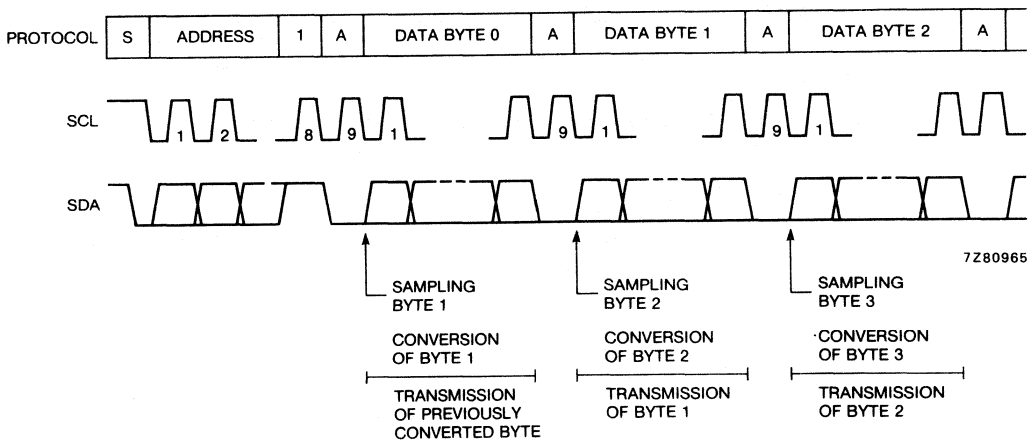 PROTOCOL S ADDRESS 1 A DATA BYTE 0 A DATA BYTE 1 A DATA BYTE 2 A
SCL 1 2 8 9 1 9 1 9 1
SDA
7Z80965
SAMPLING BYTE 1
SAMPLING BYTE 2
SAMPLING BYTE 3
CONVERSION OF BYTE 1
CONVERSION OF BYTE 2
CONVERSION OF BYTE 3
TRANSMISSION OF PREVIOUSLY CONVERTED BYTE
TRANSMISSION OF BYTE 1
TRANSMISSION OF BYTE 2